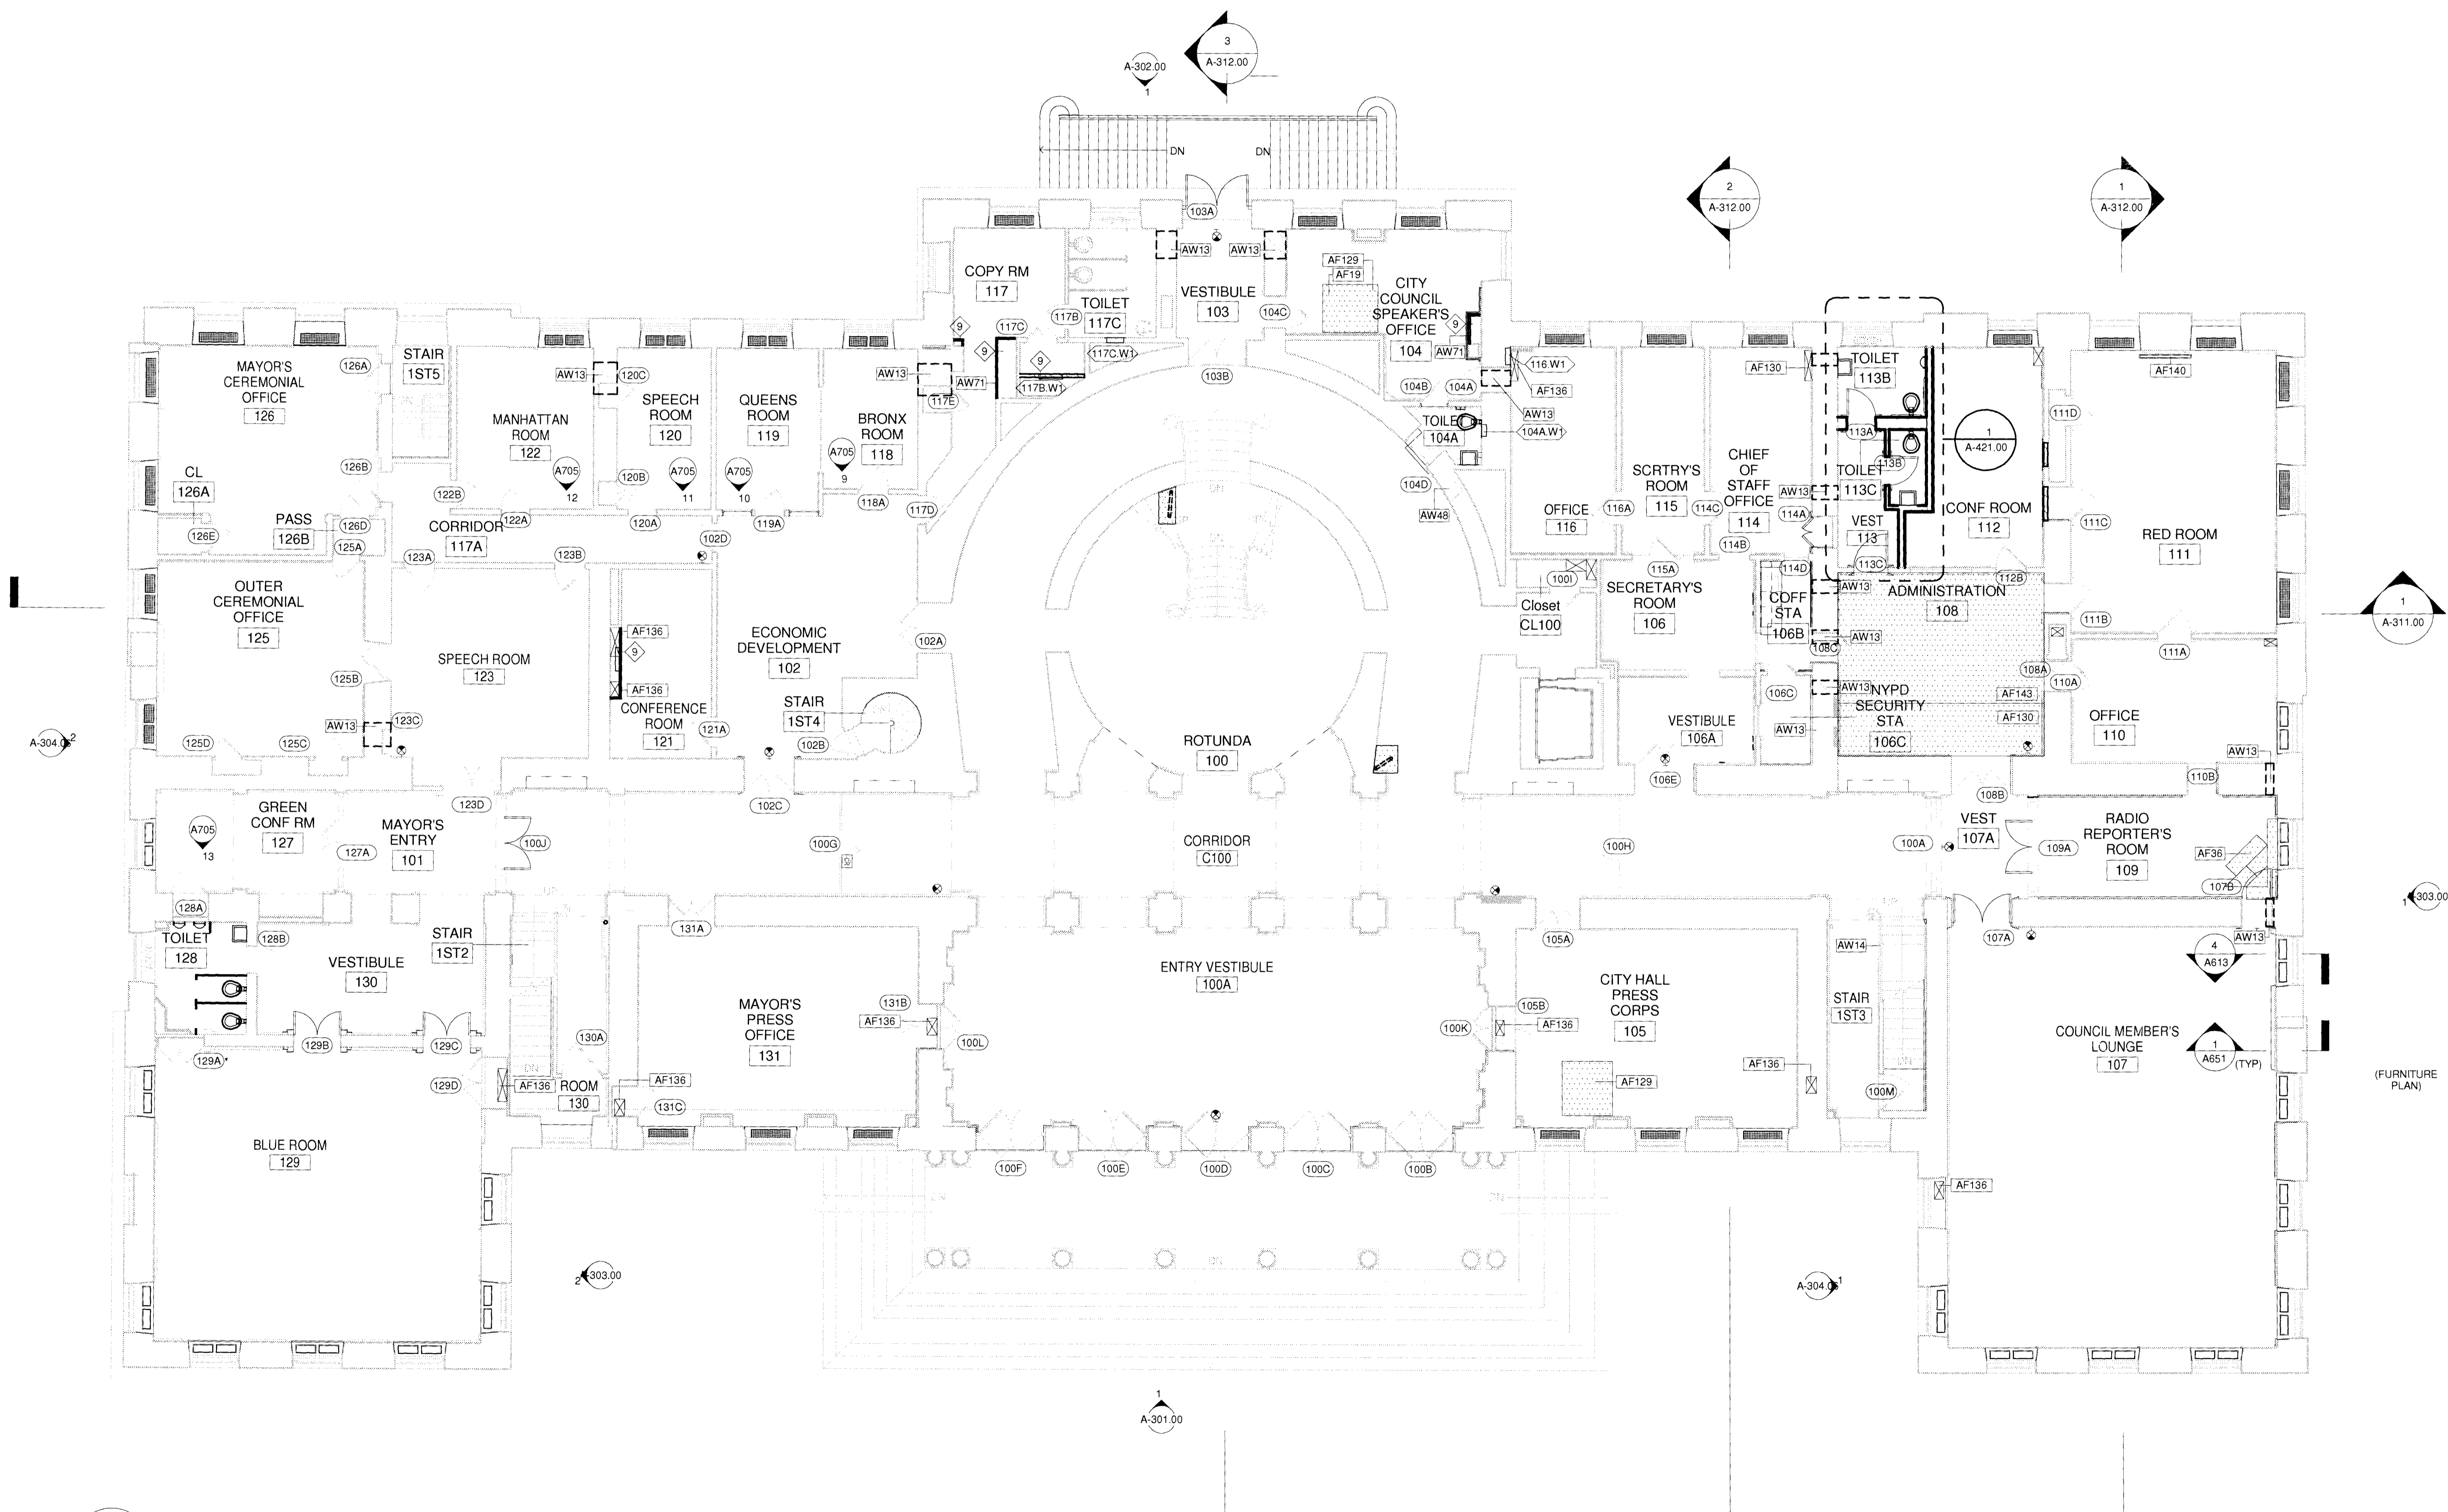 3
A-312.00
A-302.00
1
DN
DN
2
A-312.00
1
A-312.00
103A
AW13
AW13
COPY RM
117
TOILET
117C
VESTIBULE
103
AF129
AF19
CITY
COUNCIL
SPEAKER'S
OFFICE
104
117B
117C
104C
9
9
9
9
117C.W1
117B.W1
AW71
AW71
AW13
117E
103B
104B
104A
116.W1
AF136
AW13
104A.W1
TOILET
104A
104D
AW48
MAYOR'S
CEREMONIAL
OFFICE
126
126A
STAIR
1ST5
MANHATTAN
ROOM
122
AW13
120C
SPEECH
ROOM
120
QUEENS
ROOM
119
BRONX
ROOM
118
A705
12
A705
11
A705
10
A705
9
126B
122B
120B
118A
117D
CL
126A
PASS
126B
126D
126E
125A
CORRIDOR
117A
122A
120A
119A
123A
123B
102D
OFFICE
116
116A
SCRTRY'S
ROOM
115
114C
CHIEF
OF
STAFF
OFFICE
114
AF130
AW13
114A
114B
TOILET
113B
113A
113B
TOILET
113C
VEST
113
113C
1
A-421.00
CONF ROOM
112
112B
AF140
111D
111C
RED ROOM
111
111B
111A
OUTER
CEREMONIAL
OFFICE
125
125B
AW13
123C
125D
125C
SPEECH ROOM
123
AF136
9
AF136
CONFERENCE
ROOM
121
121A
ECONOMIC
DEVELOPMENT
102
102A
STAIR
1ST4
102B
ROTUNDA
100
Closet
CL100
100I
115A
SECRETARY'S
ROOM
106
114D
AW13
COFF
STA
106B
AW13
108C
ADMINISTRATION
108
AW13
106C
AW13
NYPD
SECURITY
STA
106C
AF143
AF130
VESTIBULE
106A
106E
108A
110A
OFFICE
110
AW13
110B
1
A-311.00
A-304.00
2
GREEN
CONF RM
127
A705
13
127A
MAYOR'S
ENTRY
101
123D
100J
102C
100G
CORRIDOR
C100
100H
100A
108B
VEST
107A
109A
RADIO
REPORTER'S
ROOM
109
AF36
107B
1
A-303.00
128A
TOILET
128
128B
VESTIBULE
130
STAIR
1ST2
131A
MAYOR'S
PRESS
OFFICE
131
131B
AF136
100L
ENTRY VESTIBULE
100A
100K
105B
AF136
105A
CITY HALL
PRESS
CORPS
105
AF129
AF136
AW14
STAIR
1ST3
100M
107A
AW13
4
A613
1
A651
(TYP)
COUNCIL MEMBER'S
LOUNGE
107
(FURNITURE
PLAN)
129A
129B
129C
129D
AF136
130A
ROOM
130
AF136
131C
BLUE ROOM
129
100F
100E
100D
100C
100B
AF136
2
A-303.00
1
A-301.00
1
DN
DN
DN